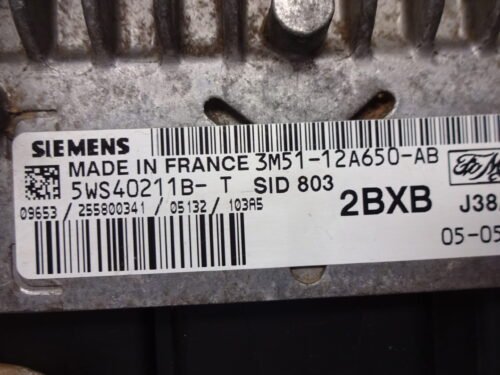 SIEMENS
MADE IN FRANCE 3M51-12A650-AB
5WS40211B- T SID 803
09653 / 255800341 / 05132 / 103A5
2BXB J38
05-05